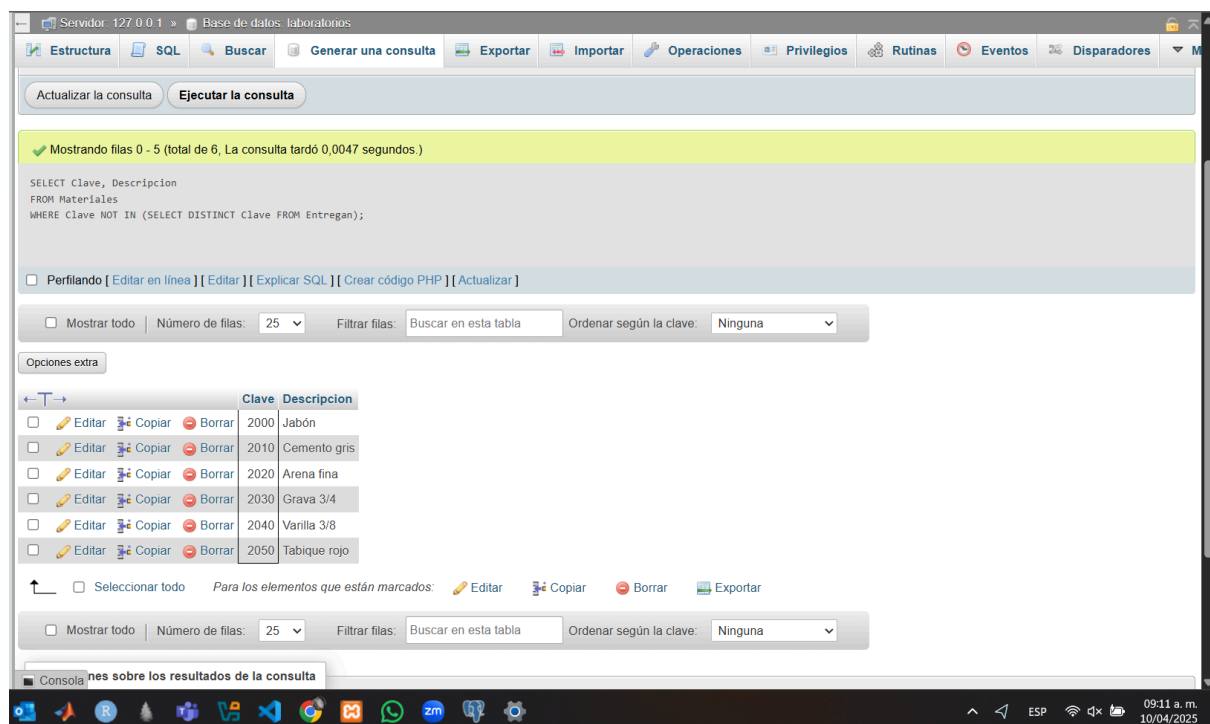 Servidor: 127.0.0.1 » Base de datos: laboratorios
Estructura SQL Buscar Generar una consulta Exportar Importar Operaciones Privilegios Rutinas Eventos Disparadores M
Actualizar la consulta Ejecutar la consulta
Mostrando filas 0 - 5 (total de 6, La consulta tardó 0,0047 segundos.)
SELECT Clave, Descripcion
FROM Materiales
WHERE Clave NOT IN (SELECT DISTINCT Clave FROM Entregan);
Perfilando [ Editar en línea ] [ Editar ] [ Explicar SQL ] [ Crear código PHP ] [ Actualizar ]
Mostrar todo | Número de filas: 25 Filtrar filas: Buscar en esta tabla Ordenar según la clave: Ninguna
Opciones extra
←T→ Clave Descripcion
Editar Copiar Borrar 2000 Jabón
Editar Copiar Borrar 2010 Cemento gris
Editar Copiar Borrar 2020 Arena fina
Editar Copiar Borrar 2030 Grava 3/4
Editar Copiar Borrar 2040 Varilla 3/8
Editar Copiar Borrar 2050 Tabique rojo
Seleccionar todo Para los elementos que están marcados: Editar Copiar Borrar Exportar
Mostrar todo | Número de filas: 25 Filtrar filas: Buscar en esta tabla Ordenar según la clave: Ninguna
Consola nes sobre los resultados de la consulta
zm ESP 09:11 a. m.
10/04/2025